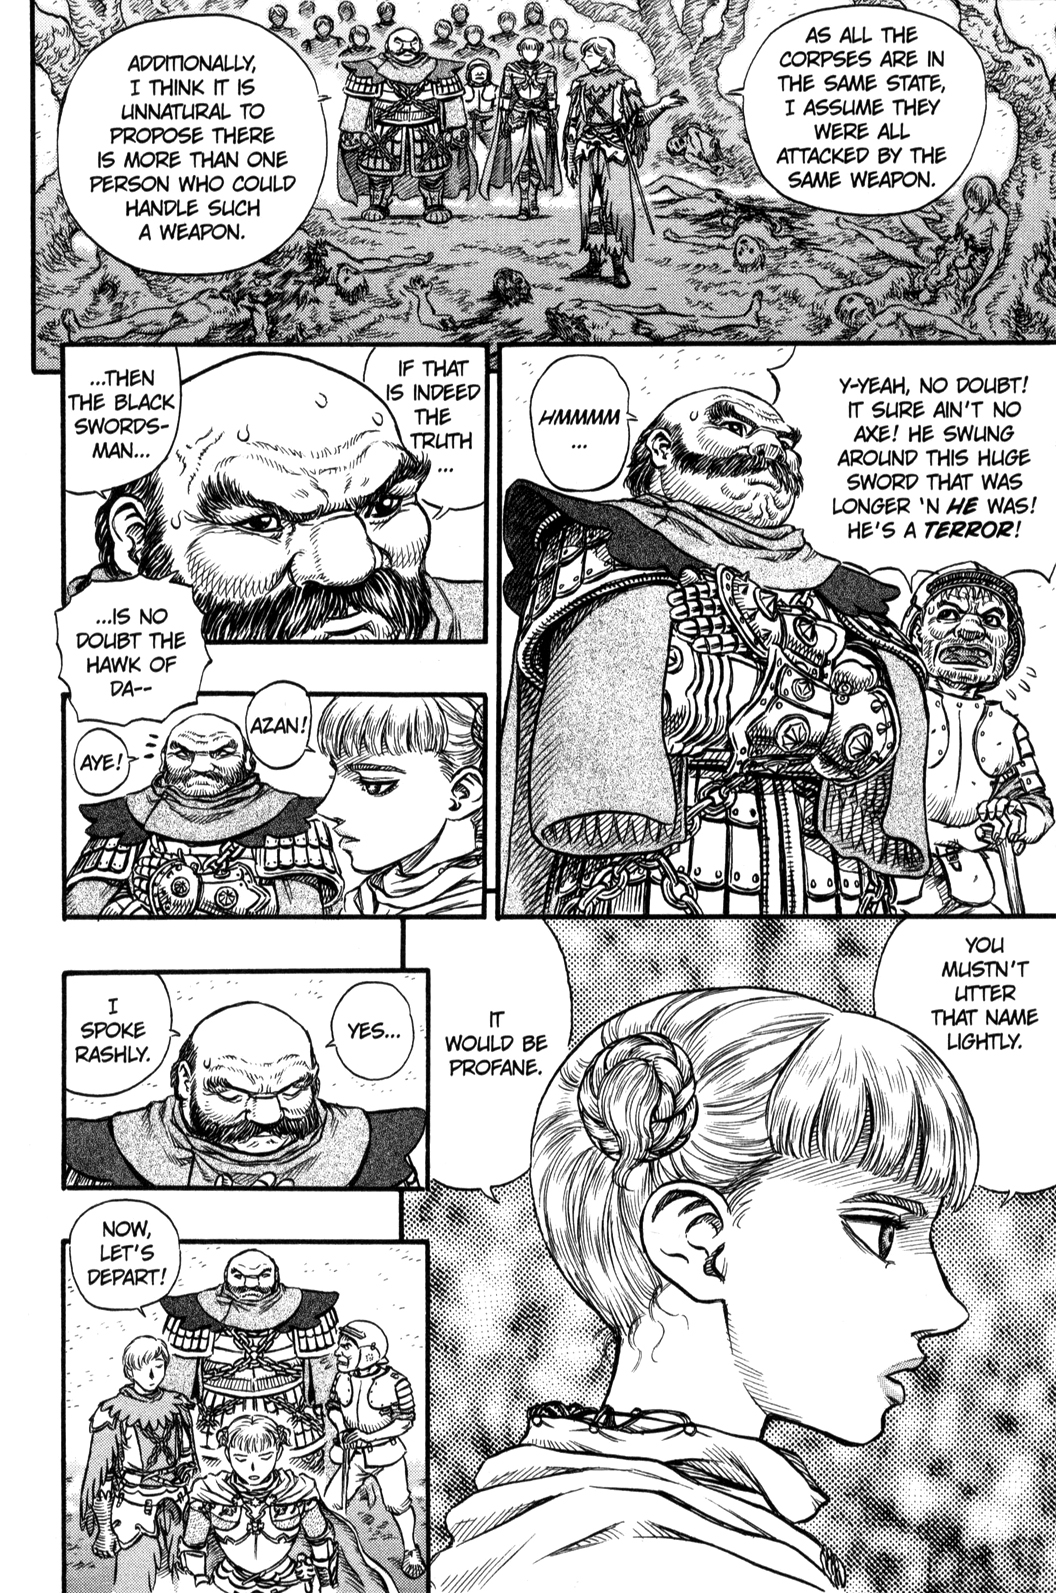 AS ALL THE
CORPSES ARE IN
THE SAME STATE,
I ASSUME THEY
WERE ALL
ATTACKED BY THE
SAME WEAPON.
ADDITIONALLY,
I THINK IT IS
UNNATURAL TO
PROPOSE THERE
IS MORE THAN ONE
PERSON WHO COULD
HANDLE SUCH
A WEAPON.
Y-YEAH, NO DOUBT!
IT SURE AIN'T NO
AXE! HE SWUNG
AROUND THIS HUGE
SWORD THAT WAS
LONGER 'N HE WAS!
HE'S A TERROR!
HMMMMM
...
IF THAT
IS INDEED
THE
TRUTH
...
...THEN
THE BLACK
SWORDS-
MAN...
...IS NO
DOUBT THE
HAWK OF
DA--
AZAN!
AYE!
YOU
MUSTN'T
UTTER
THAT NAME
LIGHTLY.
IT
WOULD BE
PROFANE.
YES...
I
SPOKE
RASHLY.
NOW,
LET'S
DEPART!